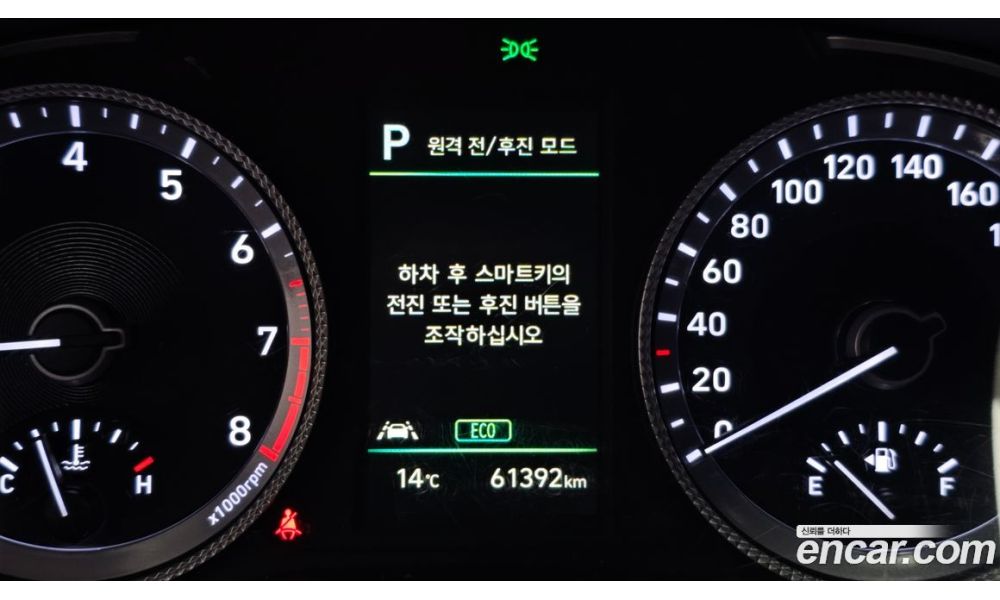 P 원격 전/후진 모드
하차 후 스마트키의
전진 또는 후진 버튼을
조작하십시오
ECO
14℃ 61392km
4
5
6
7
8
x1000rpm
C H
0
20
40
60
80
100
120
140
160
E F
신뢰를 더하다
encar.com